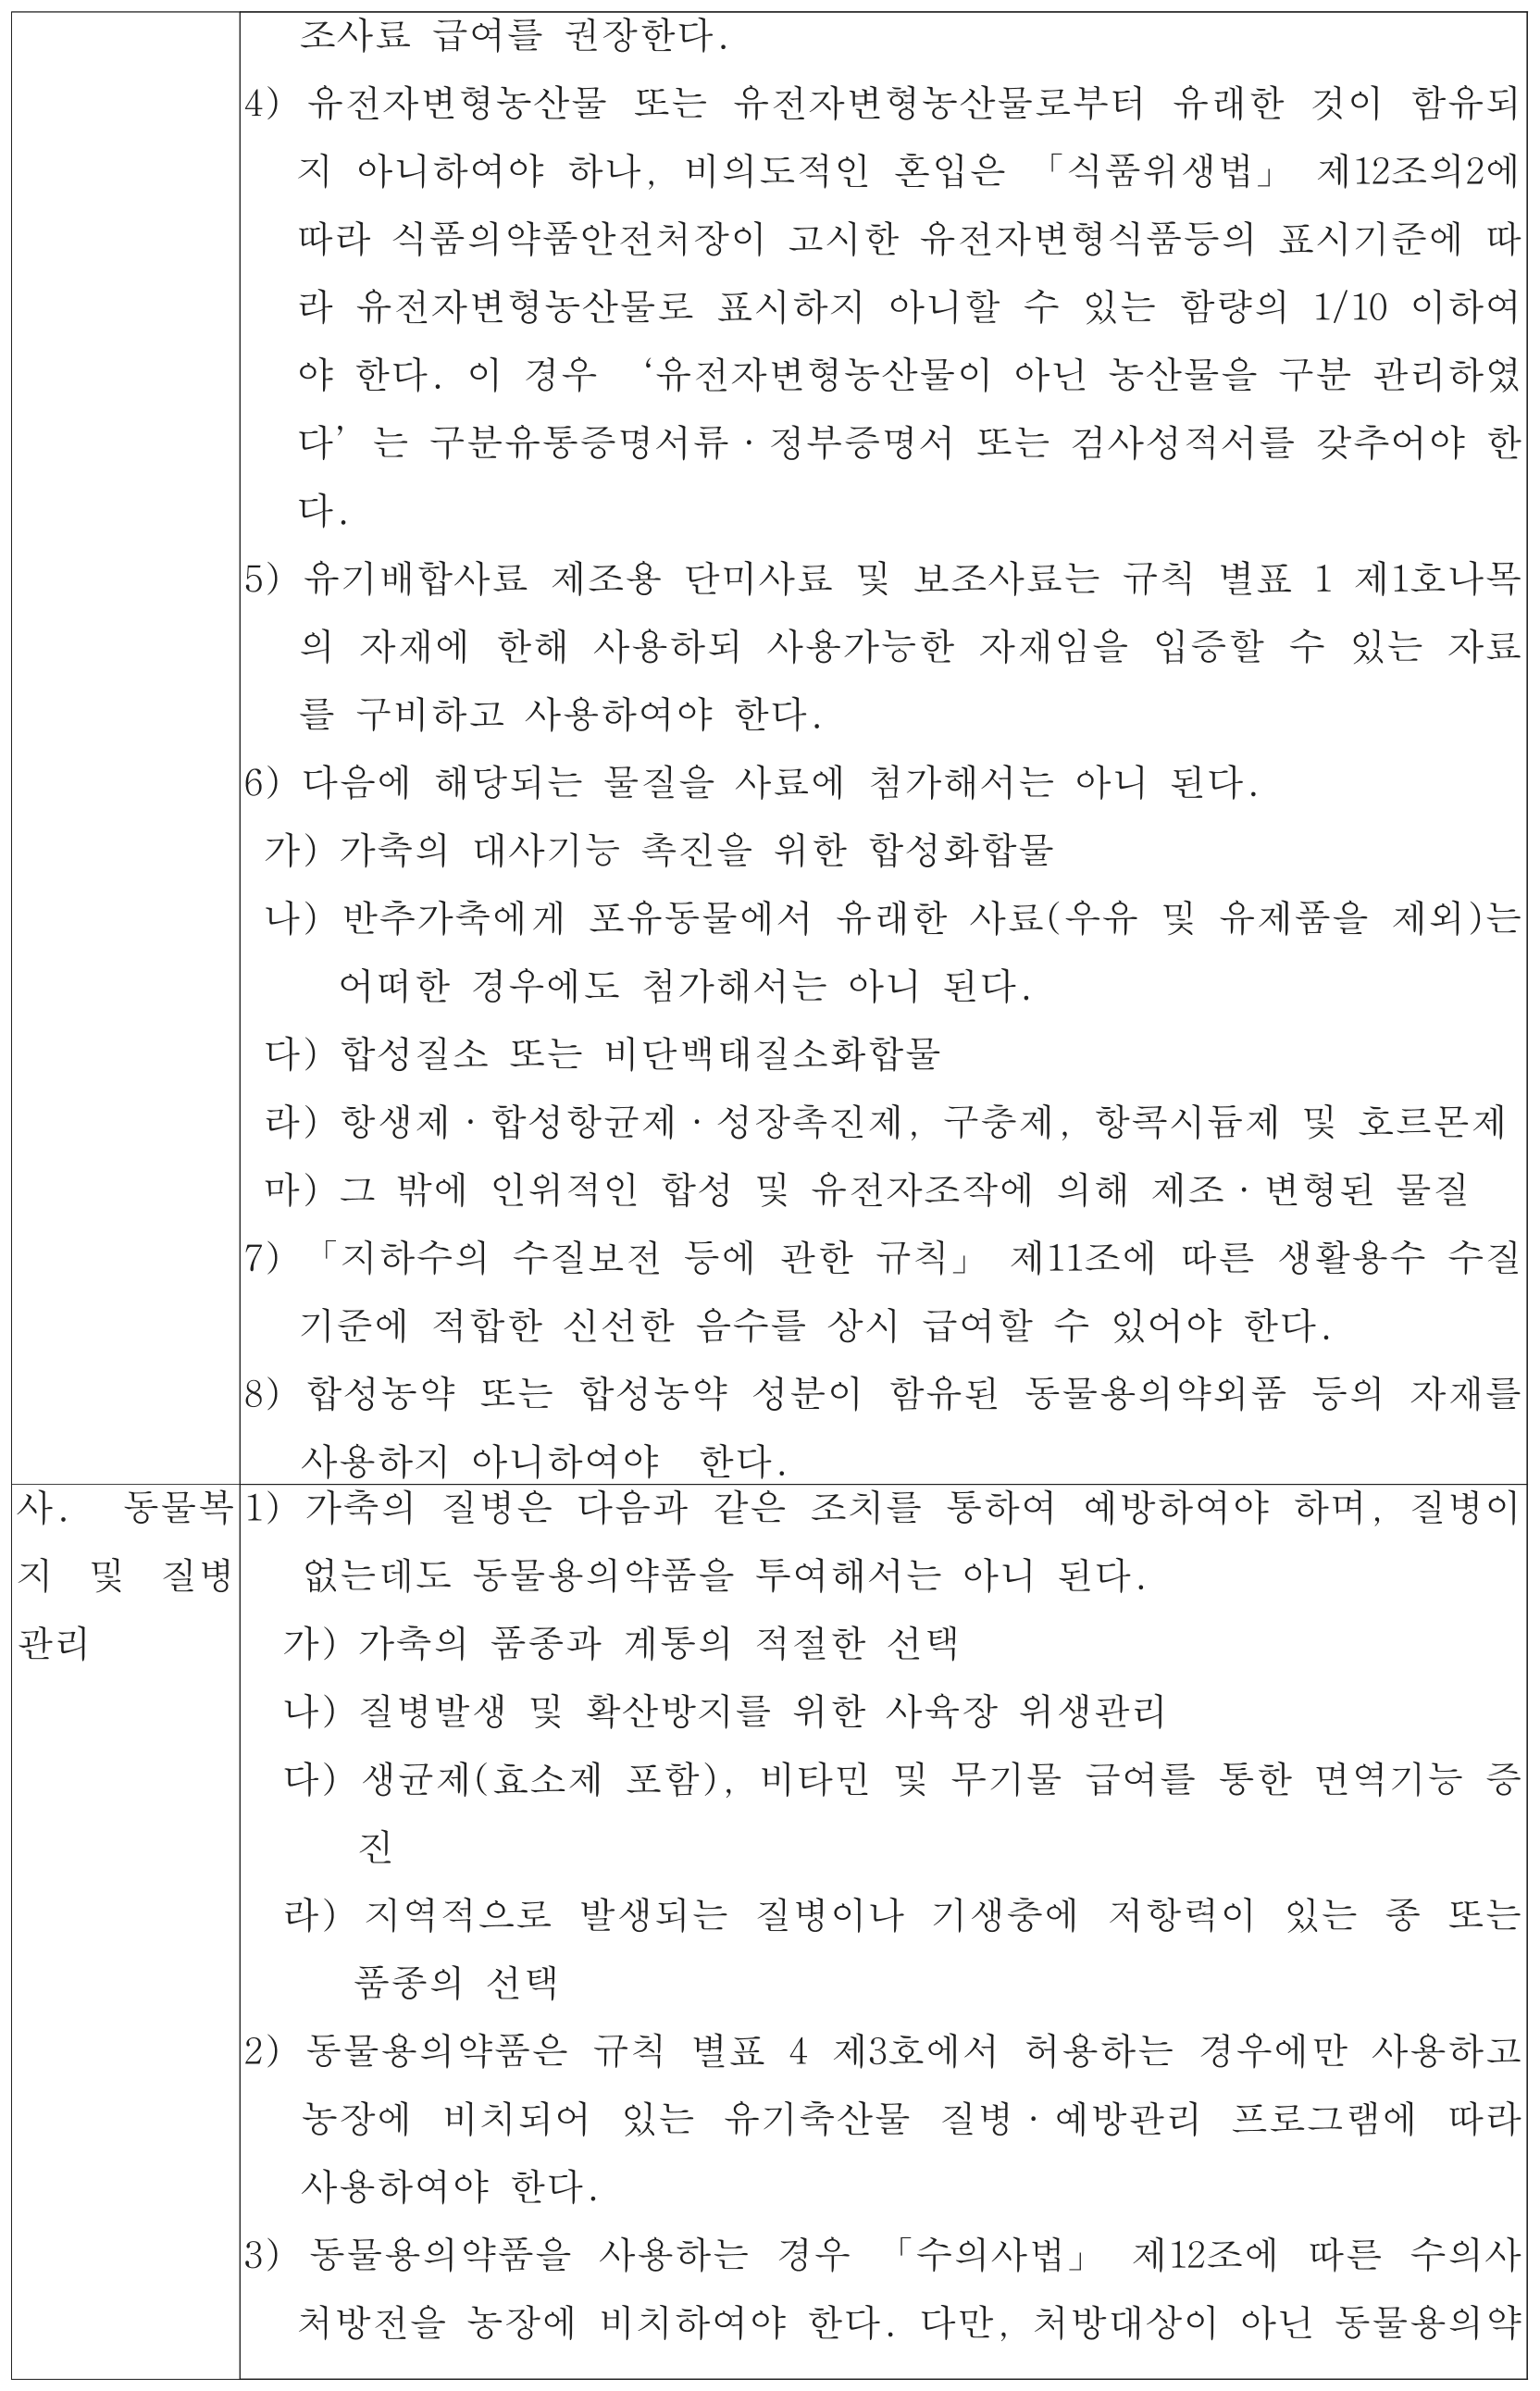 조사료 급여를 권장한다.
4) 유전자변형농산물 또는 유전자변형농산물로부터 유래한 것이 함유되
지 아니하여야 하나, 비의도적인 혼입은 「식품위생법」 제12조의2에
따라 식품의약품안전처장이 고시한 유전자변형식품등의 표시기준에 따
라 유전자변형농산물로 표시하지 아니할 수 있는 함량의 1/10 이하여
야 한다. 이 경우 ‘유전자변형농산물이 아닌 농산물을 구분 관리하였
다’ 는 구분유통증명서류·정부증명서 또는 검사성적서를 갖추어야 한
다.
5) 유기배합사료 제조용 단미사료 및 보조사료는 규칙 별표 1 제1호나목
의 자재에 한해 사용하되 사용가능한 자재임을 입증할 수 있는 자료
를 구비하고 사용하여야 한다.
6) 다음에 해당되는 물질을 사료에 첨가해서는 아니 된다.
가) 가축의 대사기능 촉진을 위한 합성화합물
나) 반추가축에게 포유동물에서 유래한 사료(우유 및 유제품을 제외)는
어떠한 경우에도 첨가해서는 아니 된다.
다) 합성질소 또는 비단백태질소화합물
라) 항생제·합성항균제·성장촉진제, 구충제, 항콕시듐제 및 호르몬제
마) 그 밖에 인위적인 합성 및 유전자조작에 의해 제조·변형된 물질
7) 「지하수의 수질보전 등에 관한 규칙」 제11조에 따른 생활용수 수질
기준에 적합한 신선한 음수를 상시 급여할 수 있어야 한다.
8) 합성농약 또는 합성농약 성분이 함유된 동물용의약외품 등의 자재를
사용하지 아니하여야 한다.
사. 동물복
지 및 질병
관리
1) 가축의 질병은 다음과 같은 조치를 통하여 예방하여야 하며, 질병이
없는데도 동물용의약품을 투여해서는 아니 된다.
가) 가축의 품종과 계통의 적절한 선택
나) 질병발생 및 확산방지를 위한 사육장 위생관리
다) 생균제(효소제 포함), 비타민 및 무기물 급여를 통한 면역기능 증
진
라) 지역적으로 발생되는 질병이나 기생충에 저항력이 있는 종 또는
품종의 선택
2) 동물용의약품은 규칙 별표 4 제3호에서 허용하는 경우에만 사용하고
농장에 비치되어 있는 유기축산물 질병·예방관리 프로그램에 따라
사용하여야 한다.
3) 동물용의약품을 사용하는 경우 「수의사법」 제12조에 따른 수의사
처방전을 농장에 비치하여야 한다. 다만, 처방대상이 아닌 동물용의약